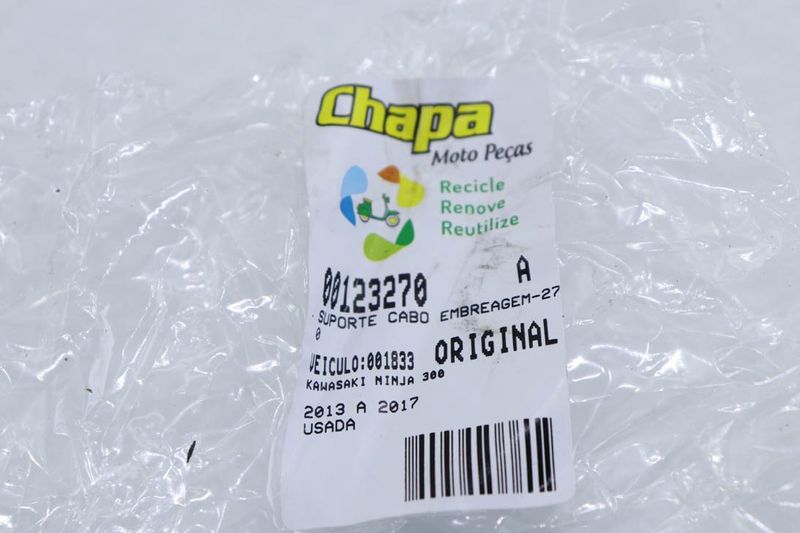 Chapa
Moto Peças
Recicle
Renove
Reutilize
00123270 A
- SUPORTE CABO EMBREAGEM-27
0
VEICULO:001833 ORIGINAL
KAWASAKI NINJA 300
2013 A 2017
USADA